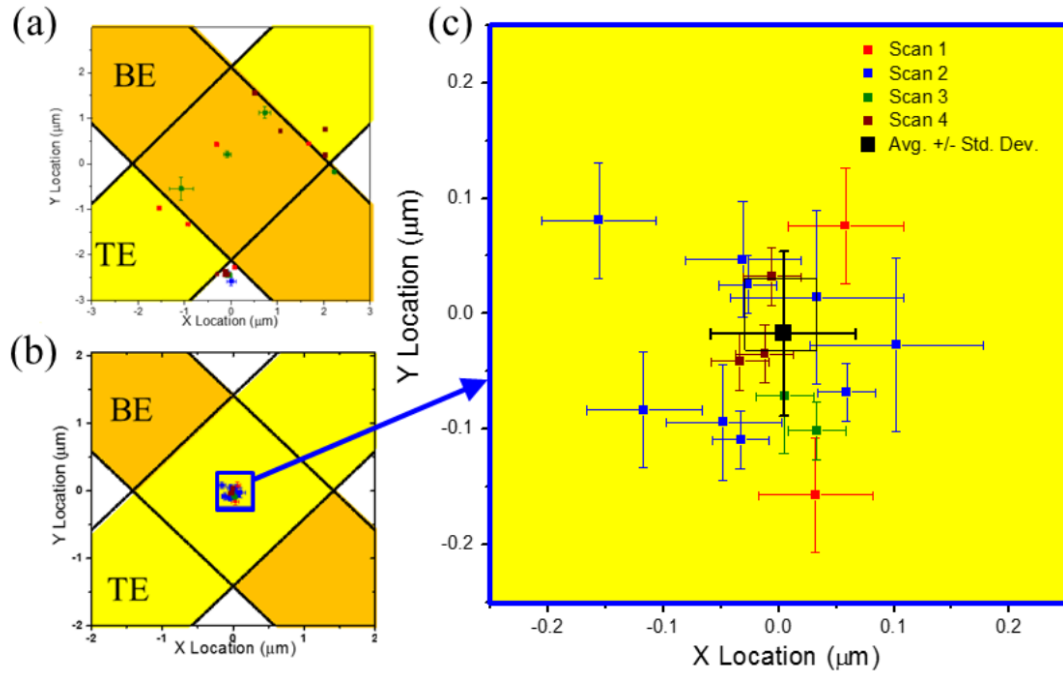 (a)
BE
TE
Y Location (μm)
2
1
0
-1
-2
-3
-3
-2
-1
0
1
2
3
X Location (μm)
(b)
BE
TE
Y Location (μm)
2
1
0
-1
-2
-2
-1
0
1
2
X Location (μm)
(c)
Scan 1
Scan 2
Scan 3
Scan 4
Avg. +/- Std. Dev.
Y Location (μm)
0.2
0.1
0.0
-0.1
-0.2
-0.2
-0.1
0.0
0.1
0.2
X Location (μm)